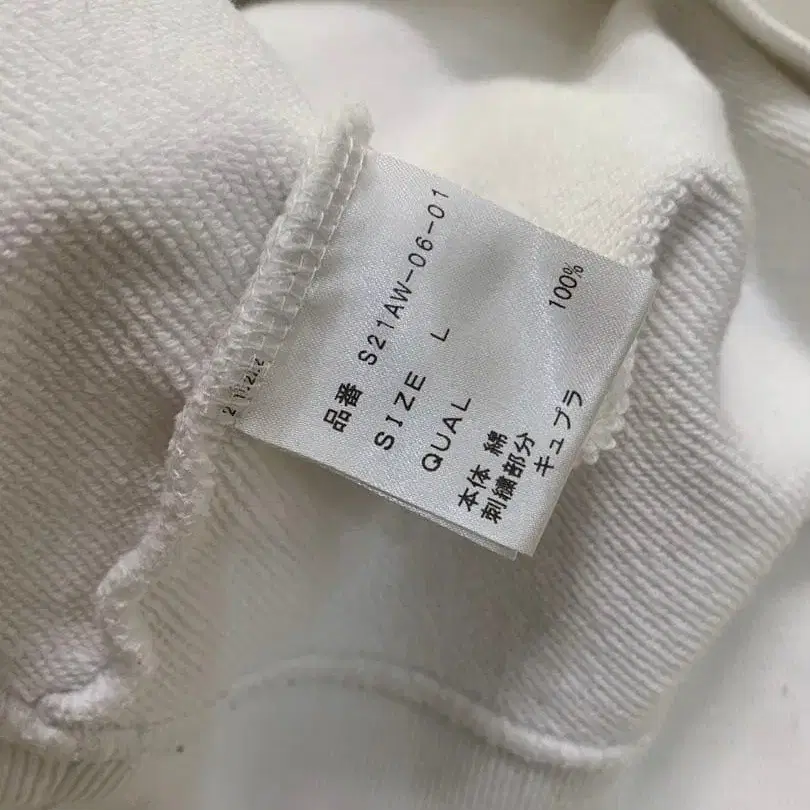 品番 S21AW-06-01
SIZE L
QUAL
本体 綿 100%
刺繍部分
キュプラ